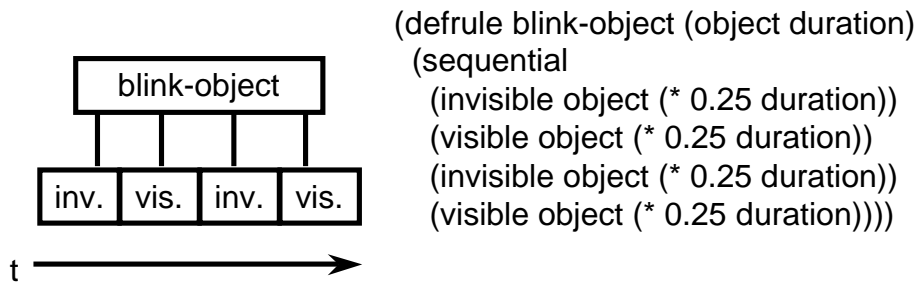 blink-object
inv. vis. inv. vis.
t
(defrule blink-object (object duration)
(sequential
(invisible object (* 0.25 duration))
(visible object (* 0.25 duration))
(invisible object (* 0.25 duration))
(visible object (* 0.25 duration))))